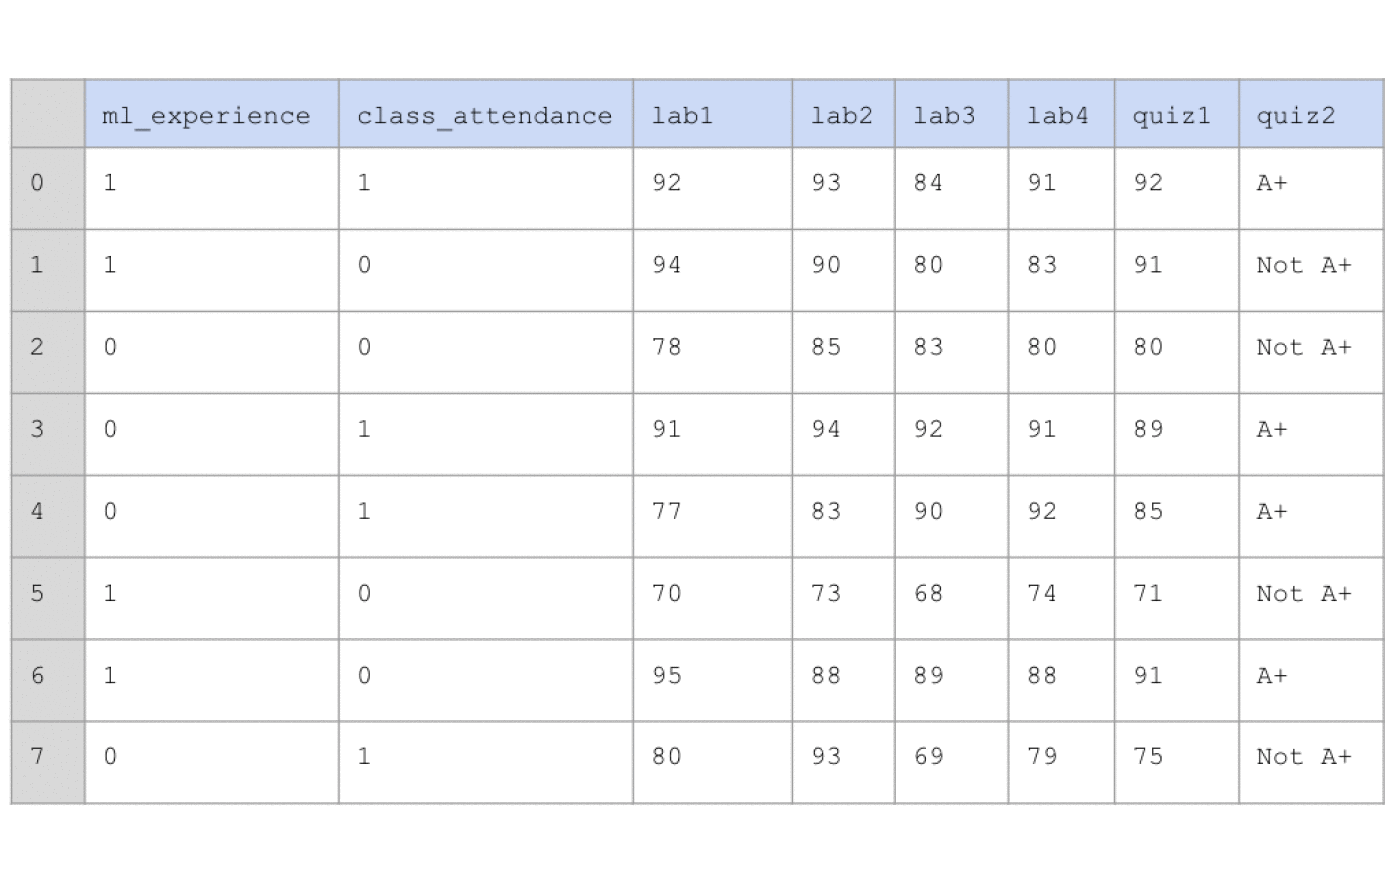 ml_experience class_attendance lab1 lab2 lab3 lab4 quiz1 quiz2
0 1 1 92 93 84 91 92 A+
1 1 0 94 90 80 83 91 Not A+
2 0 0 78 85 83 80 80 Not A+
3 0 1 91 94 92 91 89 A+
4 0 1 77 83 90 92 85 A+
5 1 0 70 73 68 74 71 Not A+
6 1 0 95 88 89 88 91 A+
7 0 1 80 93 69 79 75 Not A+